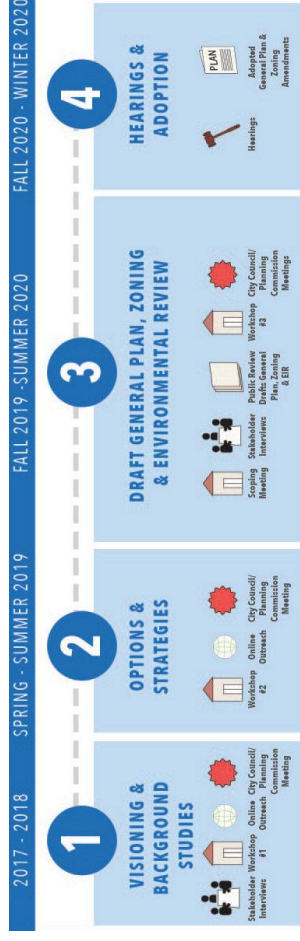 2017 - 2018
SPRING - SUMMER 2019
FALL 2019 -SUMMER 2020
FALL 2020 - WINTER 2020
1
VISIONING &
BACKGROUND
STUDIES
Stakeholder
Interviews
Workshop
#1
Online
Outreach
City Council/
Planning
Commission
Meeting
2
OPTIONS &
STRATEGIES
Workshop
#2
Online
Outreach
City Council/
Planning
Commission
Meeting
3
DRAFT GENERAL PLAN, ZONING
& ENVIRONMENTAL REVIEW
Scoping
Meeting
Stakeholder
Interviews
Public Review
Drafts General
Plan, Zoning
& EIR
Workshop
#3
City Council/
Planning
Commission
Meetings
4
HEARINGS &
ADOPTION
Hearings
PLAN
Adopted
General Plan &
Zoning
Amendments